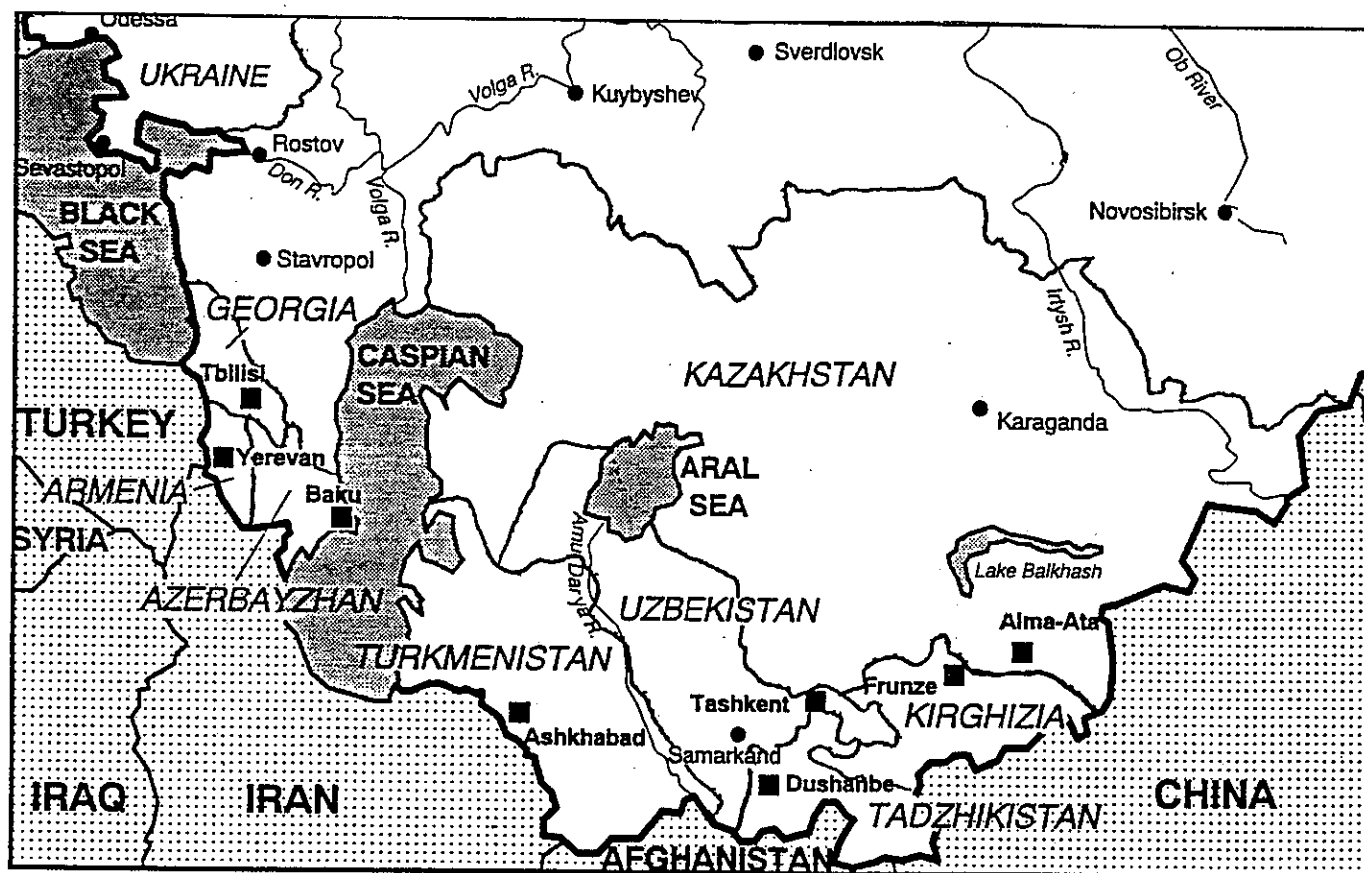 Odessa
UKRAINE
Volga R.
Kuybyshev
Sverdlovsk
Ob River
Sevastopol
Rostov
Don R.
Volga R.
Novosibirsk
BLACK
SEA
Stavropol
GEORGIA
Irtysh R.
CASPIAN
SEA
KAZAKHSTAN
Tbilisi
TURKEY
Karaganda
Yerevan
ARMENIA
ARAL
SEA
Baku
SYRIA
Amu Darya R.
Lake Balkhash
AZERBAYZHAN
UZBEKISTAN
Alma-Ata
TURKMENISTAN
Frunze
Tashkent
KIRGHIZIA
Ashkhabad
Samarkand
Dushanbe
IRAQ
IRAN
TADZHIKISTAN
CHINA
AFGHANISTAN